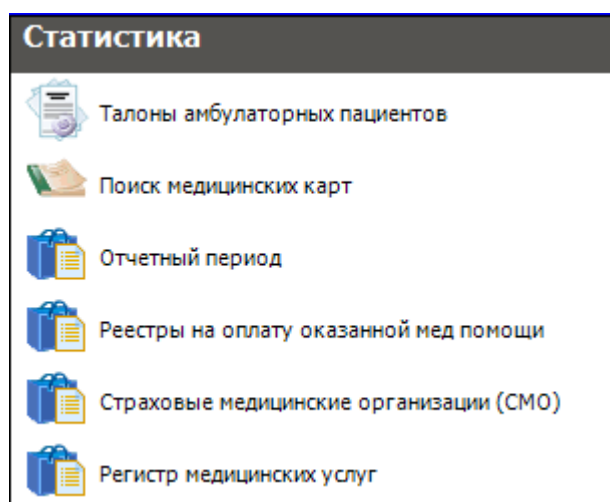 Статистика
Талоны амбулаторных пациентов
Поиск медицинских карт
Отчетный период
Реестры на оплату оказанной мед помощи
Страховые медицинские организации (СМО)
Регистр медицинских услуг